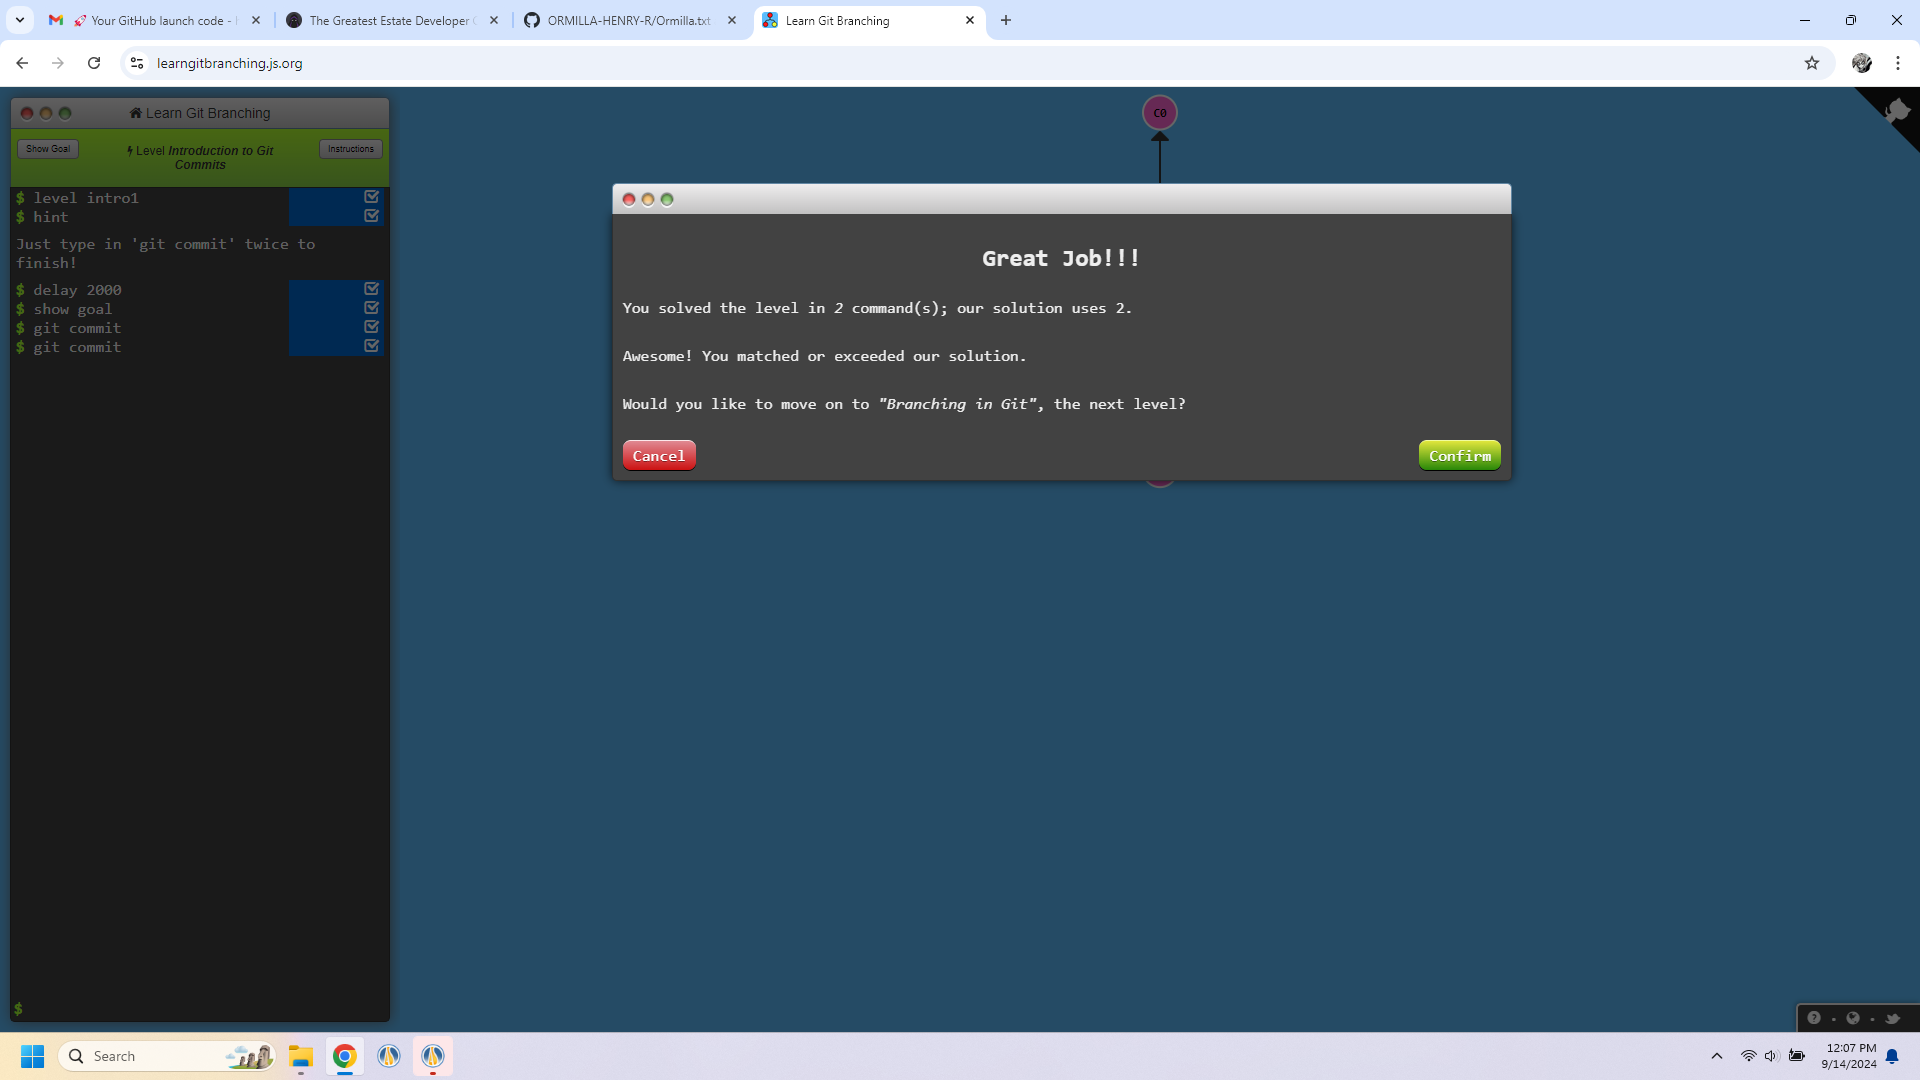 🚀 Your GitHub launch code -
The Greatest Estate Developer
ORMILLA-HENRY-R/Ormilla.txt
Learn Git Branching
learngitbranching.js.org
Learn Git Branching
Show Goal
Level Introduction to Git
Commits
Instructions
$ level intro1
$ hint
Just type in 'git commit' twice to
finish!
$ delay 2000
$ show goal
$ git commit
$ git commit
$
C0
Great Job!!!
You solved the level in 2 command(s); our solution uses 2.
Awesome! You matched or exceeded our solution.
Would you like to move on to "Branching in Git", the next level?
Cancel
Confirm
Search
12:07 PM
9/14/2024